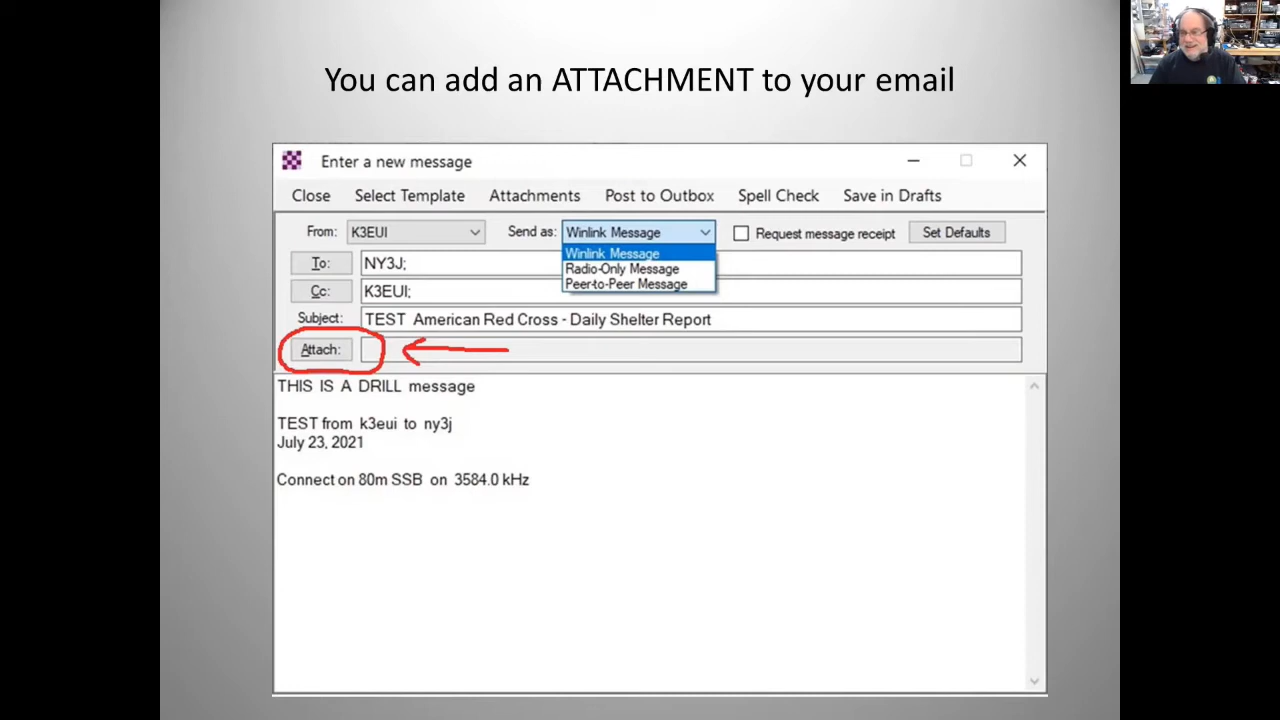 You can add an ATTACHMENT to your email
Enter a new message
Close Select Template Attachments Post to Outbox Spell Check Save in Drafts
From: K3EUI Send as: Winlink Message Request message receipt Set Defaults
Winlink Message
Radio-Only Message
Peer-to-Peer Message
To: NY3J;
Cc: K3EUI;
Subject: TEST American Red Cross - Daily Shelter Report
Attach:
THIS IS A DRILL message
TEST from k3eui to ny3j
July 23, 2021
Connect on 80m SSB on 3584.0 kHz